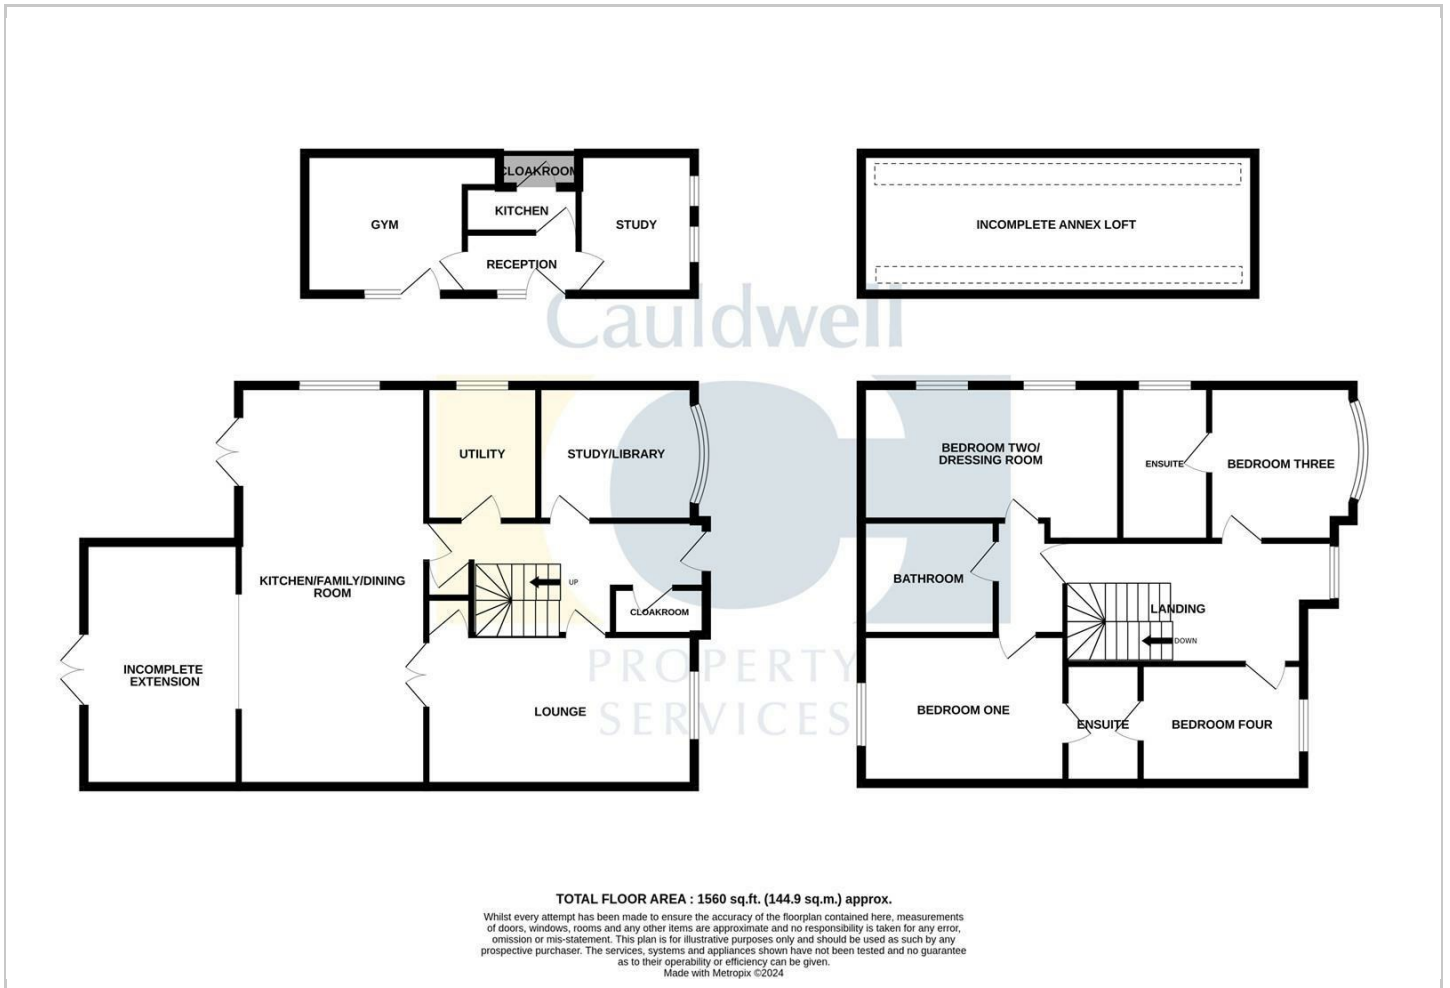 CLOAKROOM
KITCHEN
GYM
STUDY
RECEPTION
INCOMPLETE ANNEX LOFT
Cauldwell
UTILITY
STUDY/LIBRARY
KITCHEN/FAMILY/DINING
ROOM
UP
CLOAKROOM
INCOMPLETE
EXTENSION
LOUNGE
BEDROOM TWO/
DRESSING ROOM
ENSUITE
BEDROOM THREE
BATHROOM
LANDING
DOWN
BEDROOM ONE
ENSUITE
BEDROOM FOUR
PROPERTY
SERVICES
TOTAL FLOOR AREA : 1560 sq.ft. (144.9 sq.m.) approx.
Whilst every attempt has been made to ensure the accuracy of the floorplan contained here, measurements
of doors, windows, rooms and any other items are approximate and no responsibility is taken for any error,
omission or mis-statement. This plan is for illustrative purposes only and should be used as such by any
prospective purchaser. The services, systems and appliances shown have not been tested and no guarantee
as to their operability or efficiency can be given.
Made with Metropix ©2024